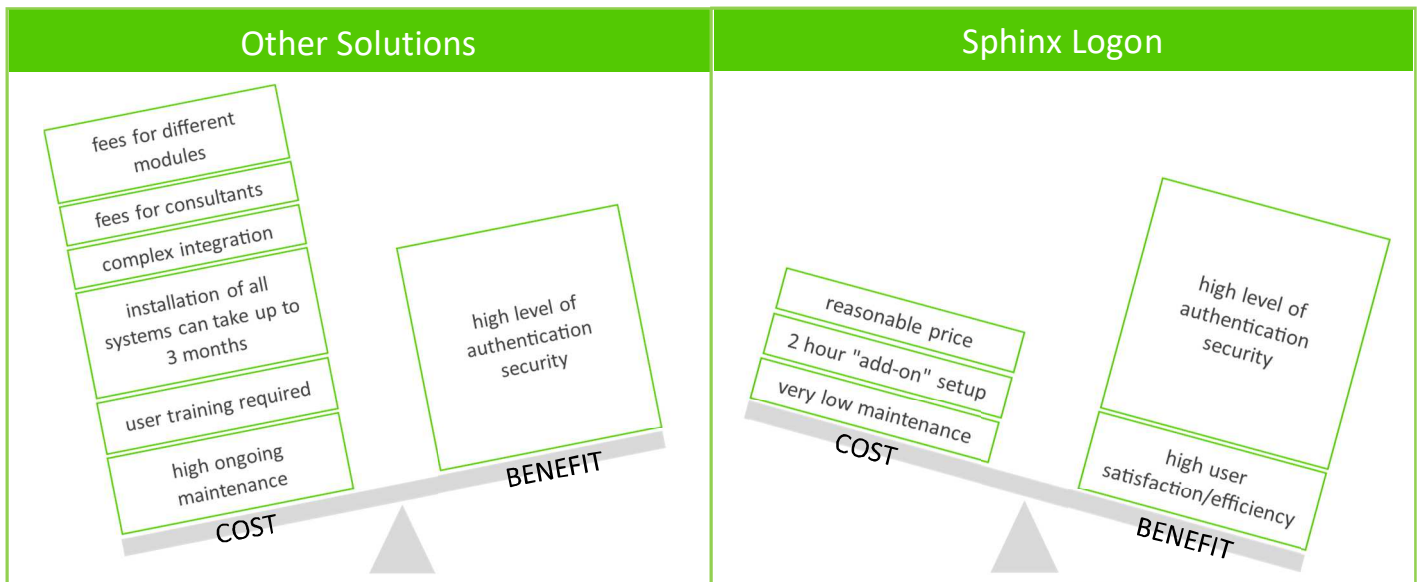 Other Solutions
fees for different
modules
fees for consultants
complex integration
installation of all
systems can take up to
3 months
user training required
high ongoing
maintenance
COST
high level of
authentication
security
BENEFIT
Sphinx Logon
reasonable price
2 hour "add-on" setup
very low maintenance
COST
high level of
authentication
security
high user
satisfaction/efficiency
BENEFIT